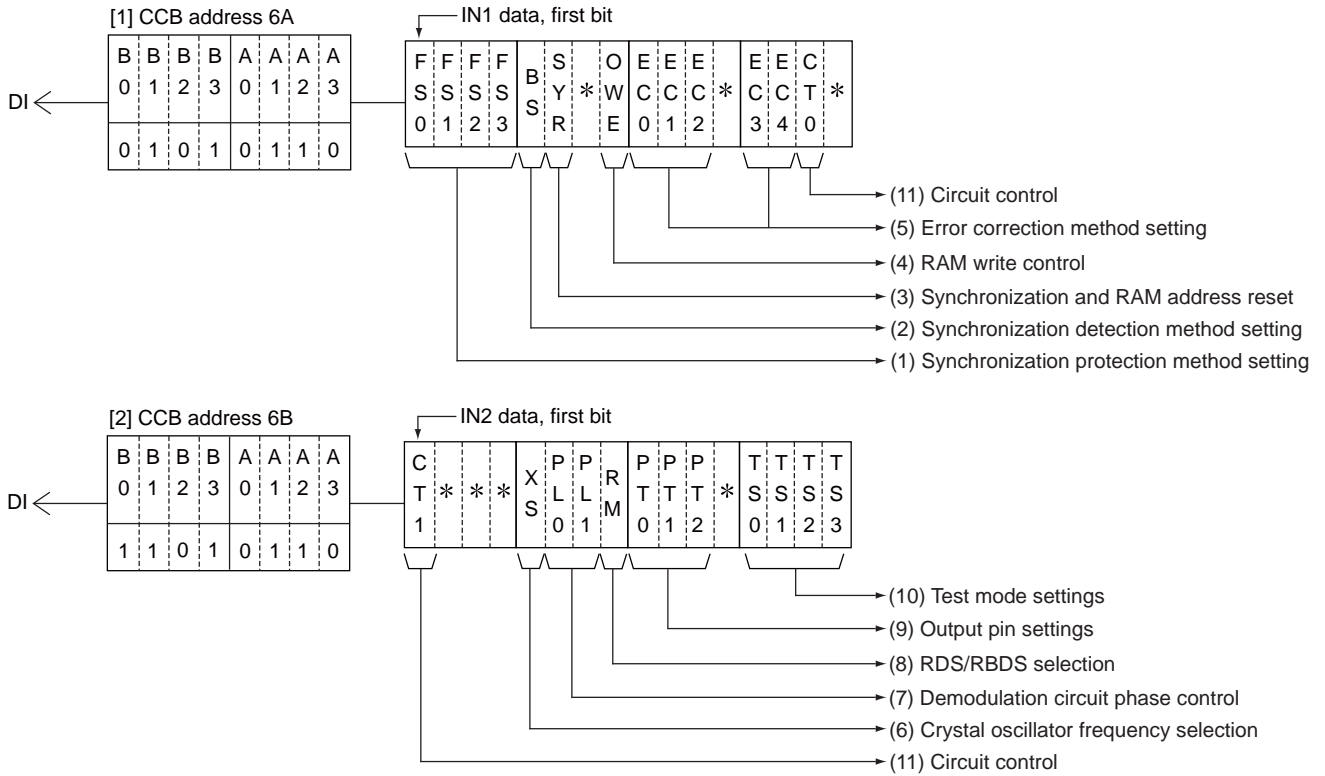 [1] CCB address 6A
IN1 data, first bit
B0 B1 B2 B3 A0 A1 A2 A3
FS0 FS1 FS2 FS3 BS SYR * OWE EC0 EC1 EC2 * EC3 EC4 CT0 *
DI
0 1 0 1 0 1 1 0
(11) Circuit control
(5) Error correction method setting
(4) RAM write control
(3) Synchronization and RAM address reset
(2) Synchronization detection method setting
(1) Synchronization protection method setting
[2] CCB address 6B
IN2 data, first bit
B0 B1 B2 B3 A0 A1 A2 A3
CT1 * * * XS PL0 PL1 RM PT0 PT1 PT2 * TS0 TS1 TS2 TS3
DI
1 1 0 1 0 1 1 0
(10) Test mode settings
(9) Output pin settings
(8) RDS/RBDS selection
(7) Demodulation circuit phase control
(6) Crystal oscillator frequency selection
(11) Circuit control